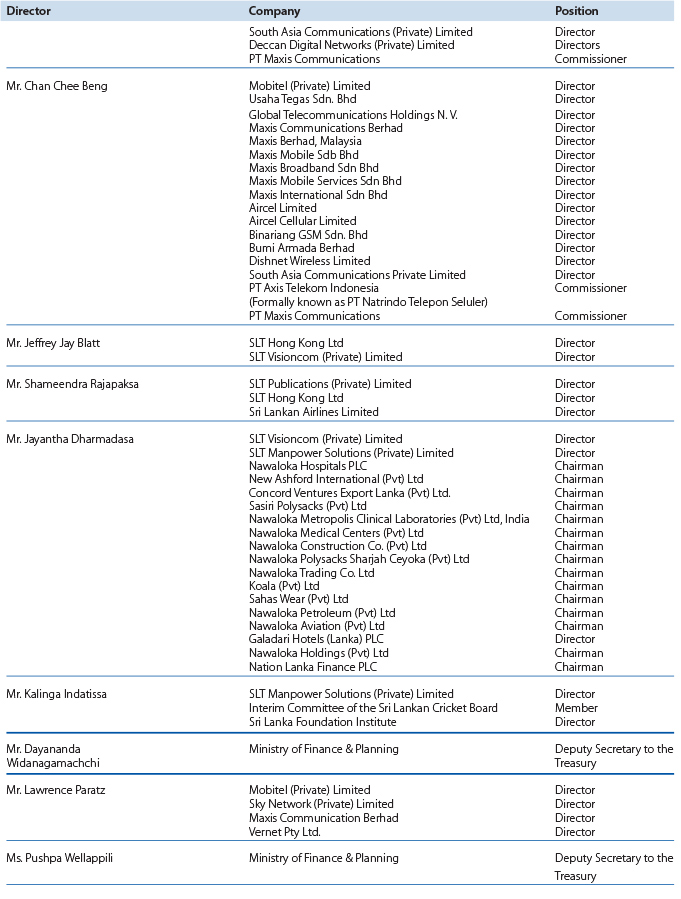 Director Company Position
South Asia Communications (Private) Limited Director
Deccan Digital Networks (Private) Limited Directors
PT Maxis Communications Commissioner
Mr. Chan Chee Beng Mobitel (Private) Limited Director
Usaha Tegas Sdn. Bhd Director
Global Telecommunications Holdings N. V. Director
Maxis Communications Berhad Director
Maxis Berhad, Malaysia Director
Maxis Mobile Sdb Bhd Director
Maxis Broadband Sdn Bhd Director
Maxis Mobile Services Sdn Bhd Director
Maxis International Sdn Bhd Director
Aircel Limited Director
Aircel Cellular Limited Director
Binariang GSM Sdn. Bhd Director
Bumi Armada Berhad Director
Dishnet Wireless Limited Director
South Asia Communications Private Limited Director
PT Axis Telekom Indonesia Commissioner
(Formally known as PT Natrindo Telepon Seluler)
PT Maxis Communications Commissioner
Mr. Jeffrey Jay Blatt SLT Hong Kong Ltd Director
SLT Visioncom (Private) Limited Director
Mr. Shameendra Rajapaksa SLT Publications (Private) Limited Director
SLT Hong Kong Ltd Director
Sri Lankan Airlines Limited Director
Mr. Jayantha Dharmadasa SLT Visioncom (Private) Limited Director
SLT Manpower Solutions (Private) Limited Director
Nawaloka Hospitals PLC Chairman
New Ashford International (Pvt) Ltd Chairman
Concord Ventures Export Lanka (Pvt) Ltd. Chairman
Sasiri Polysacks (Pvt) Ltd Chairman
Nawaloka Metropolis Clinical Laboratories (Pvt) Ltd, India Chairman
Nawaloka Medical Centers (Pvt) Ltd Chairman
Nawaloka Construction Co. (Pvt) Ltd Chairman
Nawaloka Polysacks Sharjah Ceyoka (Pvt) Ltd Chairman
Nawaloka Trading Co. Ltd Chairman
Koala (Pvt) Ltd Chairman
Sahas Wear (Pvt) Ltd Chairman
Nawaloka Petroleum (Pvt) Ltd Chairman
Nawaloka Aviation (Pvt) Ltd Chairman
Galadari Hotels (Lanka) PLC Director
Nawaloka Holdings (Pvt) Ltd Chairman
Nation Lanka Finance PLC Chairman
Mr. Kalinga Indatissa SLT Manpower Solutions (Private) Limited Director
Interim Committee of the Sri Lankan Cricket Board Member
Sri Lanka Foundation Institute Director
Mr. Dayananda Ministry of Finance & Planning Deputy Secretary to the
Widanagamachchi Treasury
Mr. Lawrence Paratz Mobitel (Private) Limited Director
Sky Network (Private) Limited Director
Maxis Communication Berhad Director
Vernet Pty Ltd. Director
Ms. Pushpa Wellappili Ministry of Finance & Planning Deputy Secretary to the
Treasury